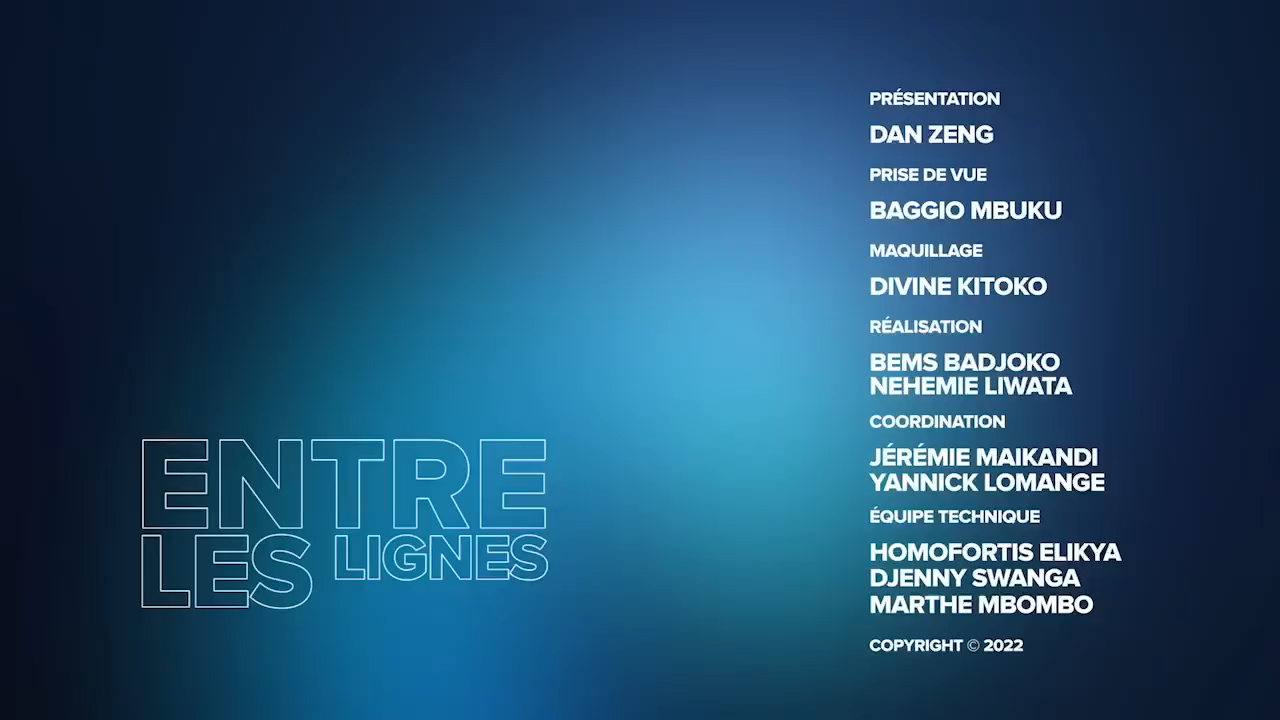 ENTRE
LES LIGNES
PRÉSENTATION
DAN ZENG
PRISE DE VUE
BAGGIO MBUKU
MAQUILLAGE
DIVINE KITOKO
RÉALISATION
BEMS BADJOKO
NEHEMIE LIWATA
COORDINATION
JÉRÉMIE MAIKANDI
YANNICK LOMANGE
ÉQUIPE TECHNIQUE
HOMOFORTIS ELIKYA
DJENNY SWANGA
MARTHE MBOMBO
COPYRIGHT © 2022